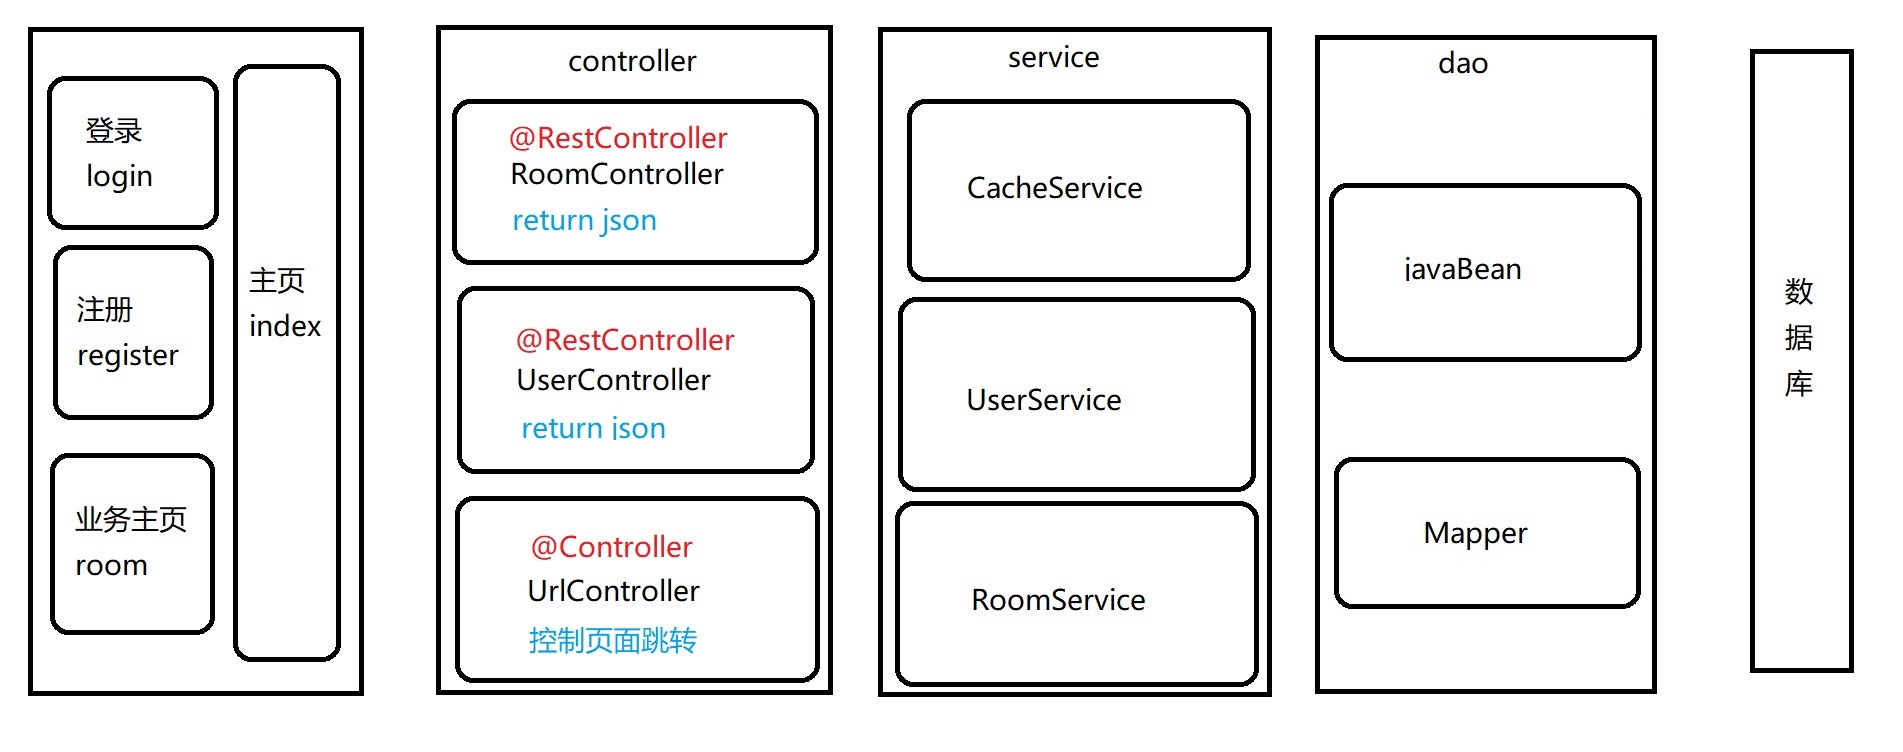 登录
login
注册
register
业务主页
room
主页
index
controller
@RestController
RoomController
return json
@RestController
UserController
return json
@Controller
UrlController
控制页面跳转
service
CacheService
UserService
RoomService
dao
javaBean
Mapper
数
据
库